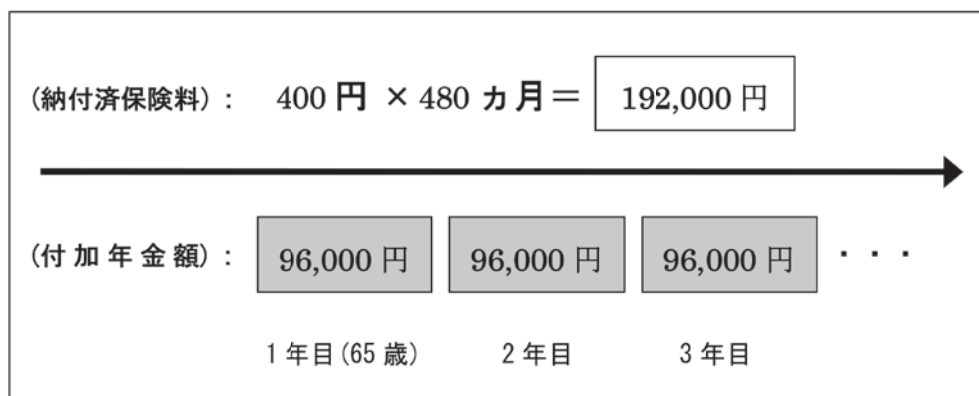 (納付済保険料) : 400 円 × 480 ヵ月= 192,000 円
(付加年金額) : 96,000 円 96,000 円 96,000 円 ・・・
1 年目(65 歳) 2 年目 3 年目